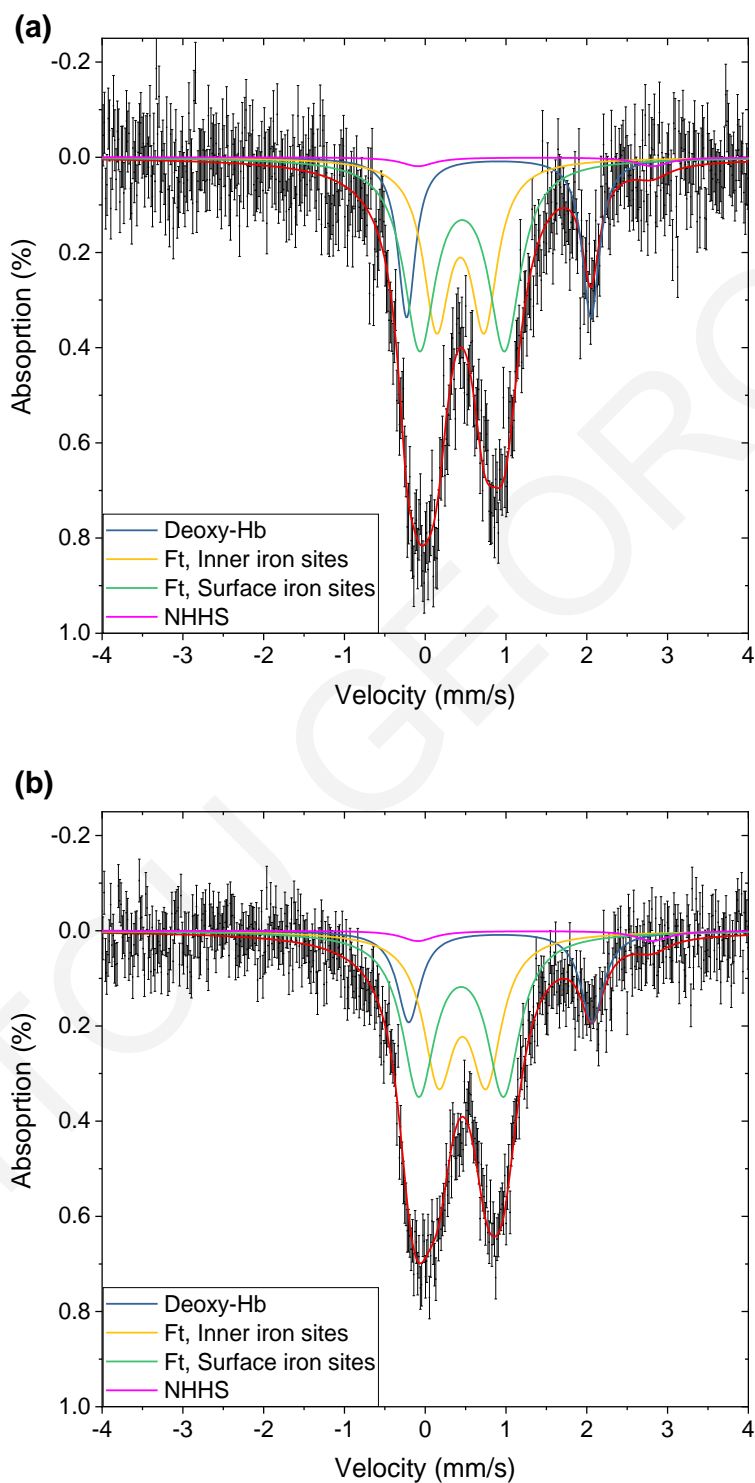 (a)
-0.2
0.0
0.2
0.4
0.6
0.8
1.0
Absoprtion (%)
Deoxy-Hb
Ft, Inner iron sites
Ft, Surface iron sites
NHHS
-4 -3 -2 -1 0 1 2 3 4
Velocity (mm/s)
(b)
-0.2
0.0
0.2
0.4
0.6
0.8
1.0
Absoprtion (%)
Deoxy-Hb
Ft, Inner iron sites
Ft, Surface iron sites
NHHS
-4 -3 -2 -1 0 1 2 3 4
Velocity (mm/s)